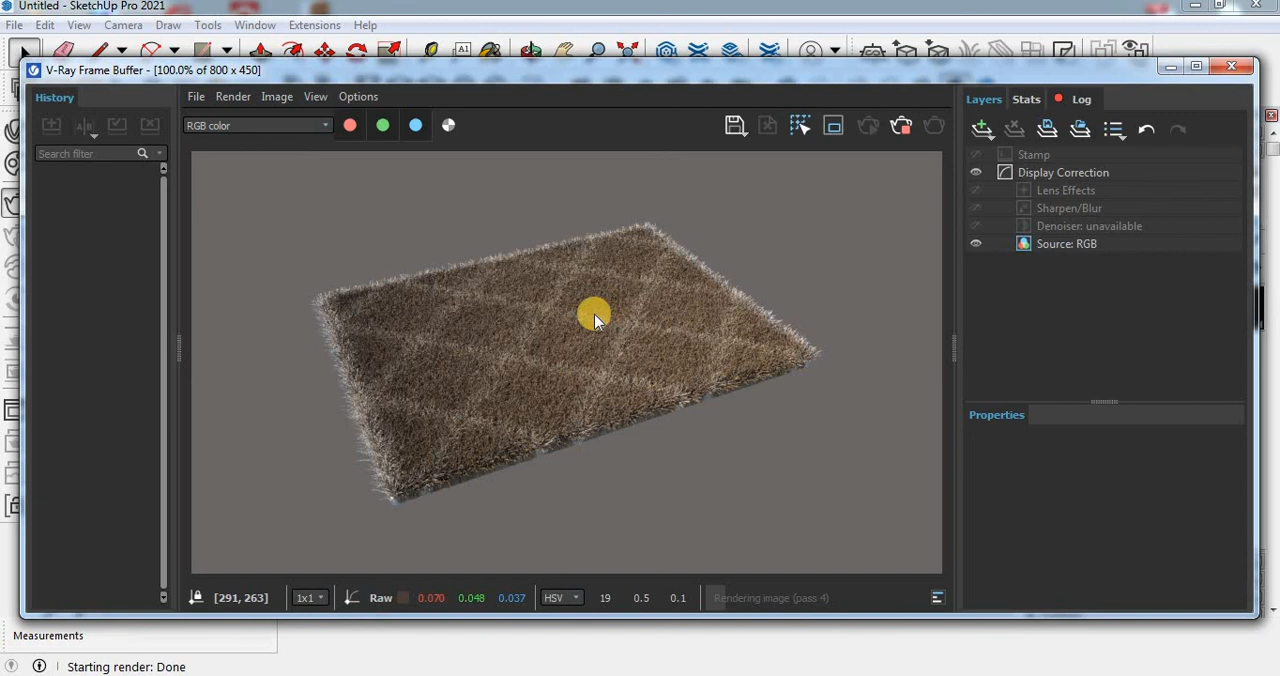 Untitled - SketchUp Pro 2021
File Edit View Camera Draw Tools Window Extensions Help
V-Ray Frame Buffer - [100.0% of 800 x 450]
History
File Render Image View Options
Layers Stats Log
RGB color
Search filter
Stamp
Display Correction
Lens Effects
Sharpen/Blur
Denoiser: unavailable
Source: RGB
Properties
[291, 263] 1x1 Raw 0.070 0.048 0.037 HSV 19 0.5 0.1 Rendering image (pass 4)
Measurements
Starting render: Done